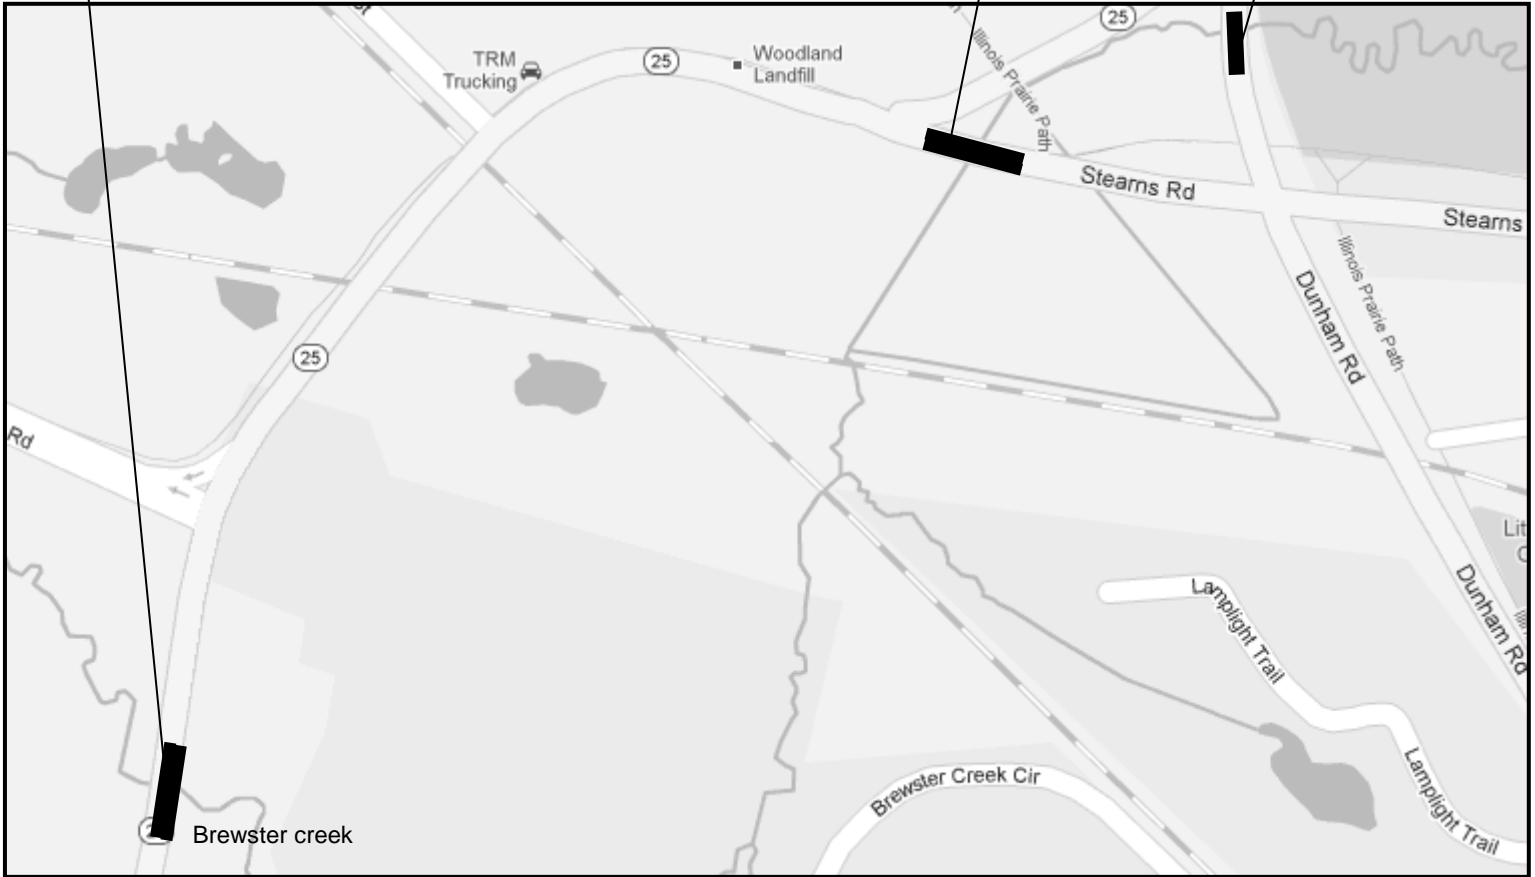 25
TRM
Trucking
25
Woodland
Landfill
Illinois Prairie Path
Stearns Rd
Stearns
Illinois Prairie Path
Dunham Rd
25
Rd
Lamplight Trail
Dunham Rd
Brewster Creek Cir
Lamplight Trail
Brewster creek